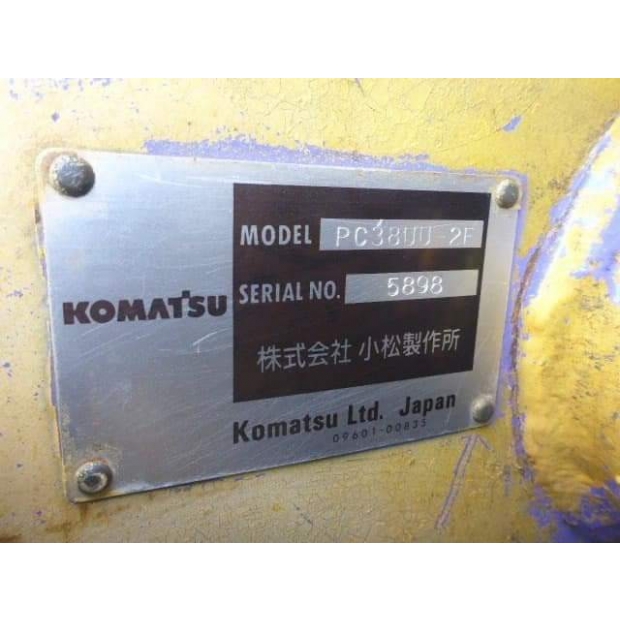 KOMATSU
MODEL PC38UU-2F
SERIAL NO. 5898
株式会社 小松製作所
Komatsu Ltd. Japan
09601-00835